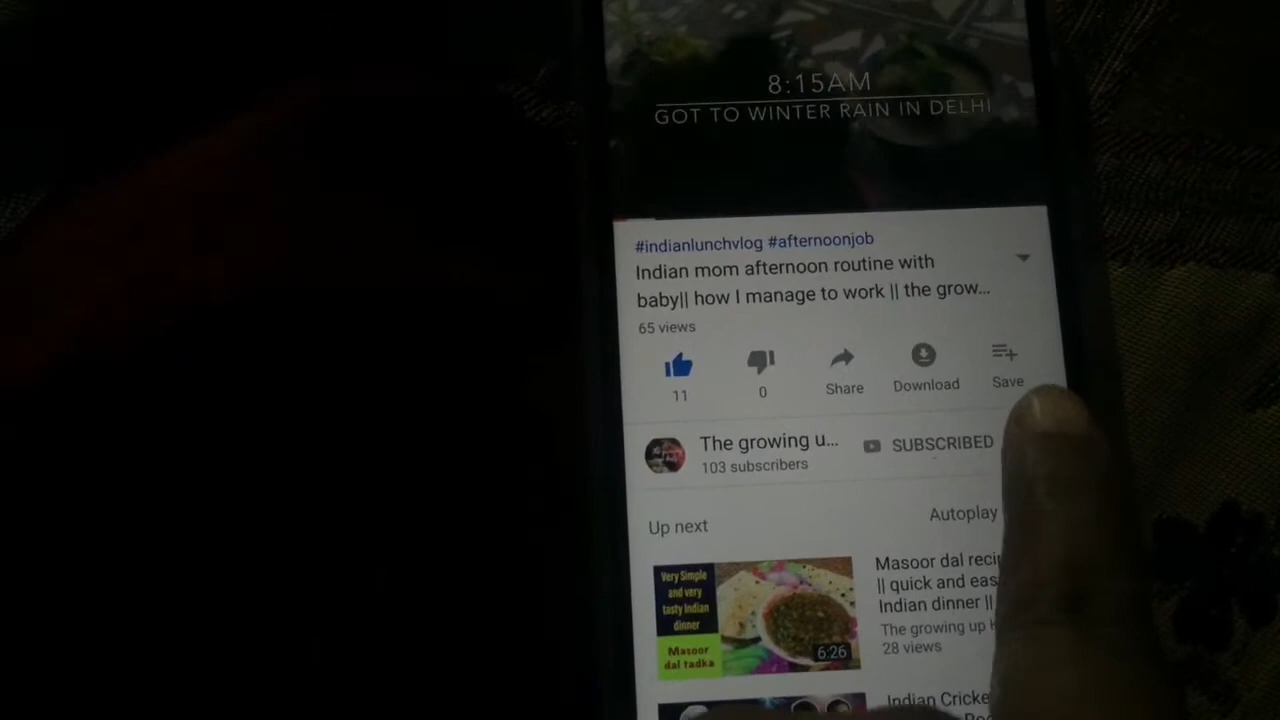 8:15AM
GOT TO WINTER RAIN IN DELHI
#indianlunchvlog #afternoonjob
Indian mom afternoon routine with
baby|| how I manage to work || the grow...
65 views
11
0
Share
Download
Save
The growing u...
SUBSCRIBED
103 subscribers
Up next
Autoplay
Very Simple
and very
tasty Indian
dinner
Masoor
dal tadka
6:26
Masoor dal reci
|| quick and eas
Indian dinner ||
The growing up
28 views
Indian Cricke